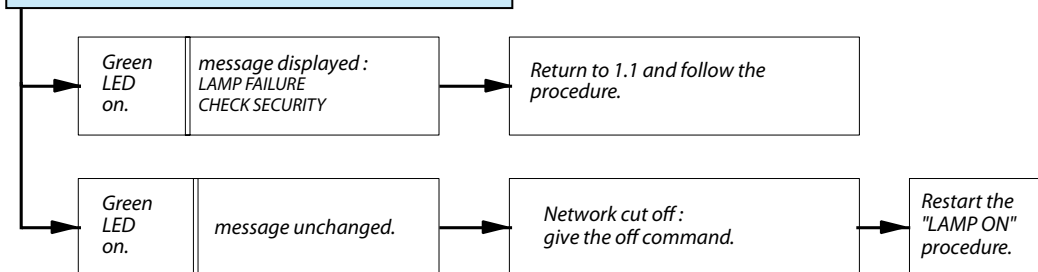 Green
LED
on.
message displayed :
LAMP FAILURE
CHECK SECURITY
Return to 1.1 and follow the
procedure.
Green
LED
on.
message unchanged.
Network cut off :
give the off command.
Restart the
"LAMP ON"
procedure.